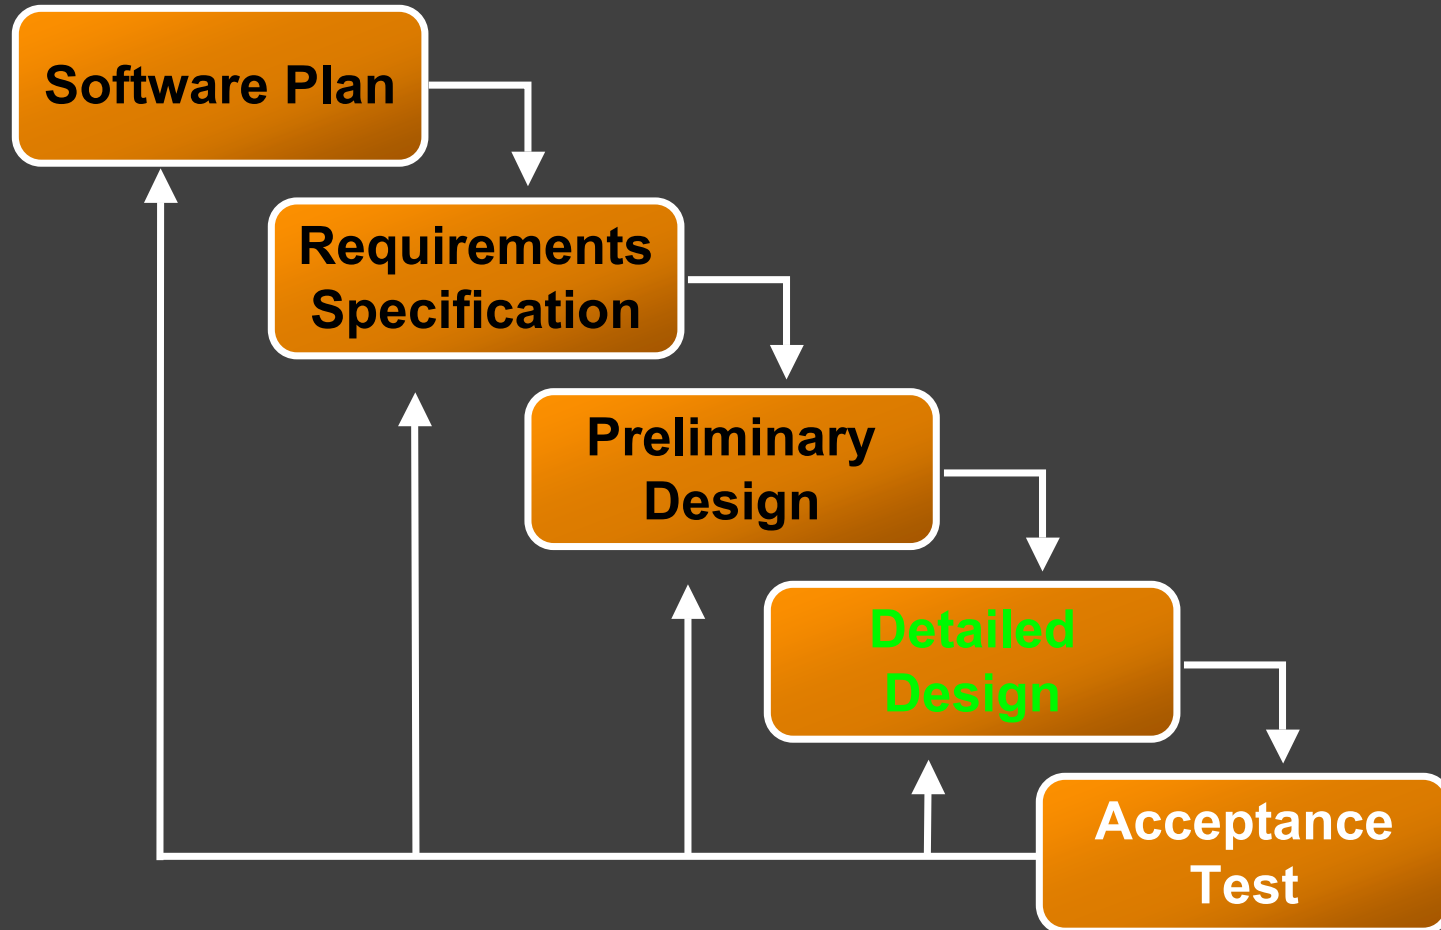 Software Plan
Requirements
Specification
Preliminary
Design
Detailed
Design
Acceptance
Test